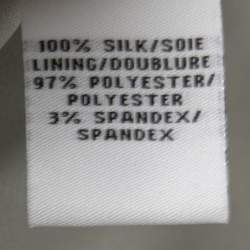 100% SILK/SOIE
LINING/DOUBLURE
97% POLYESTER/
POLYESTER
3% SPANDEX/
SPANDEX